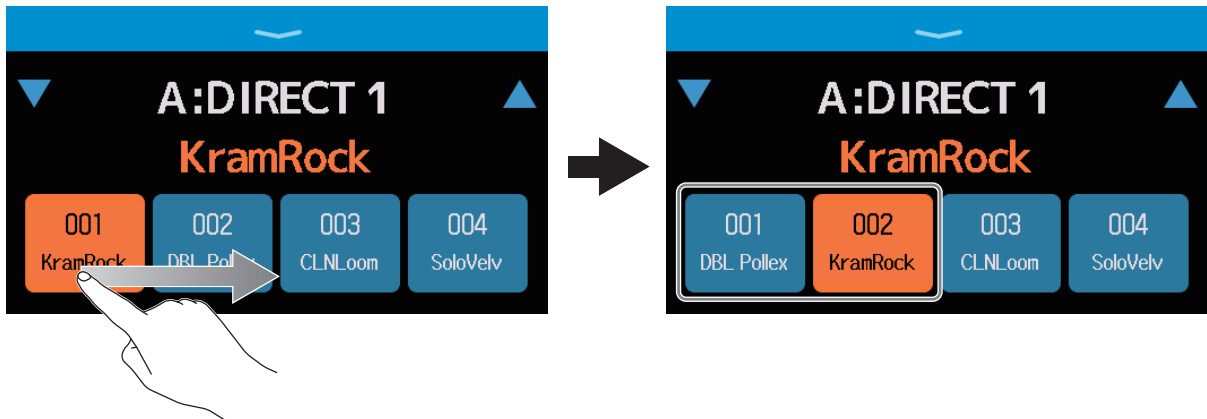 A:DIRECT 1
KramRock
001 002 003 004
KramRock DBL Pollex CLNLoom SoloVelv
A:DIRECT 1
KramRock
001 002 003 004
DBL Pollex KramRock CLNLoom SoloVelv